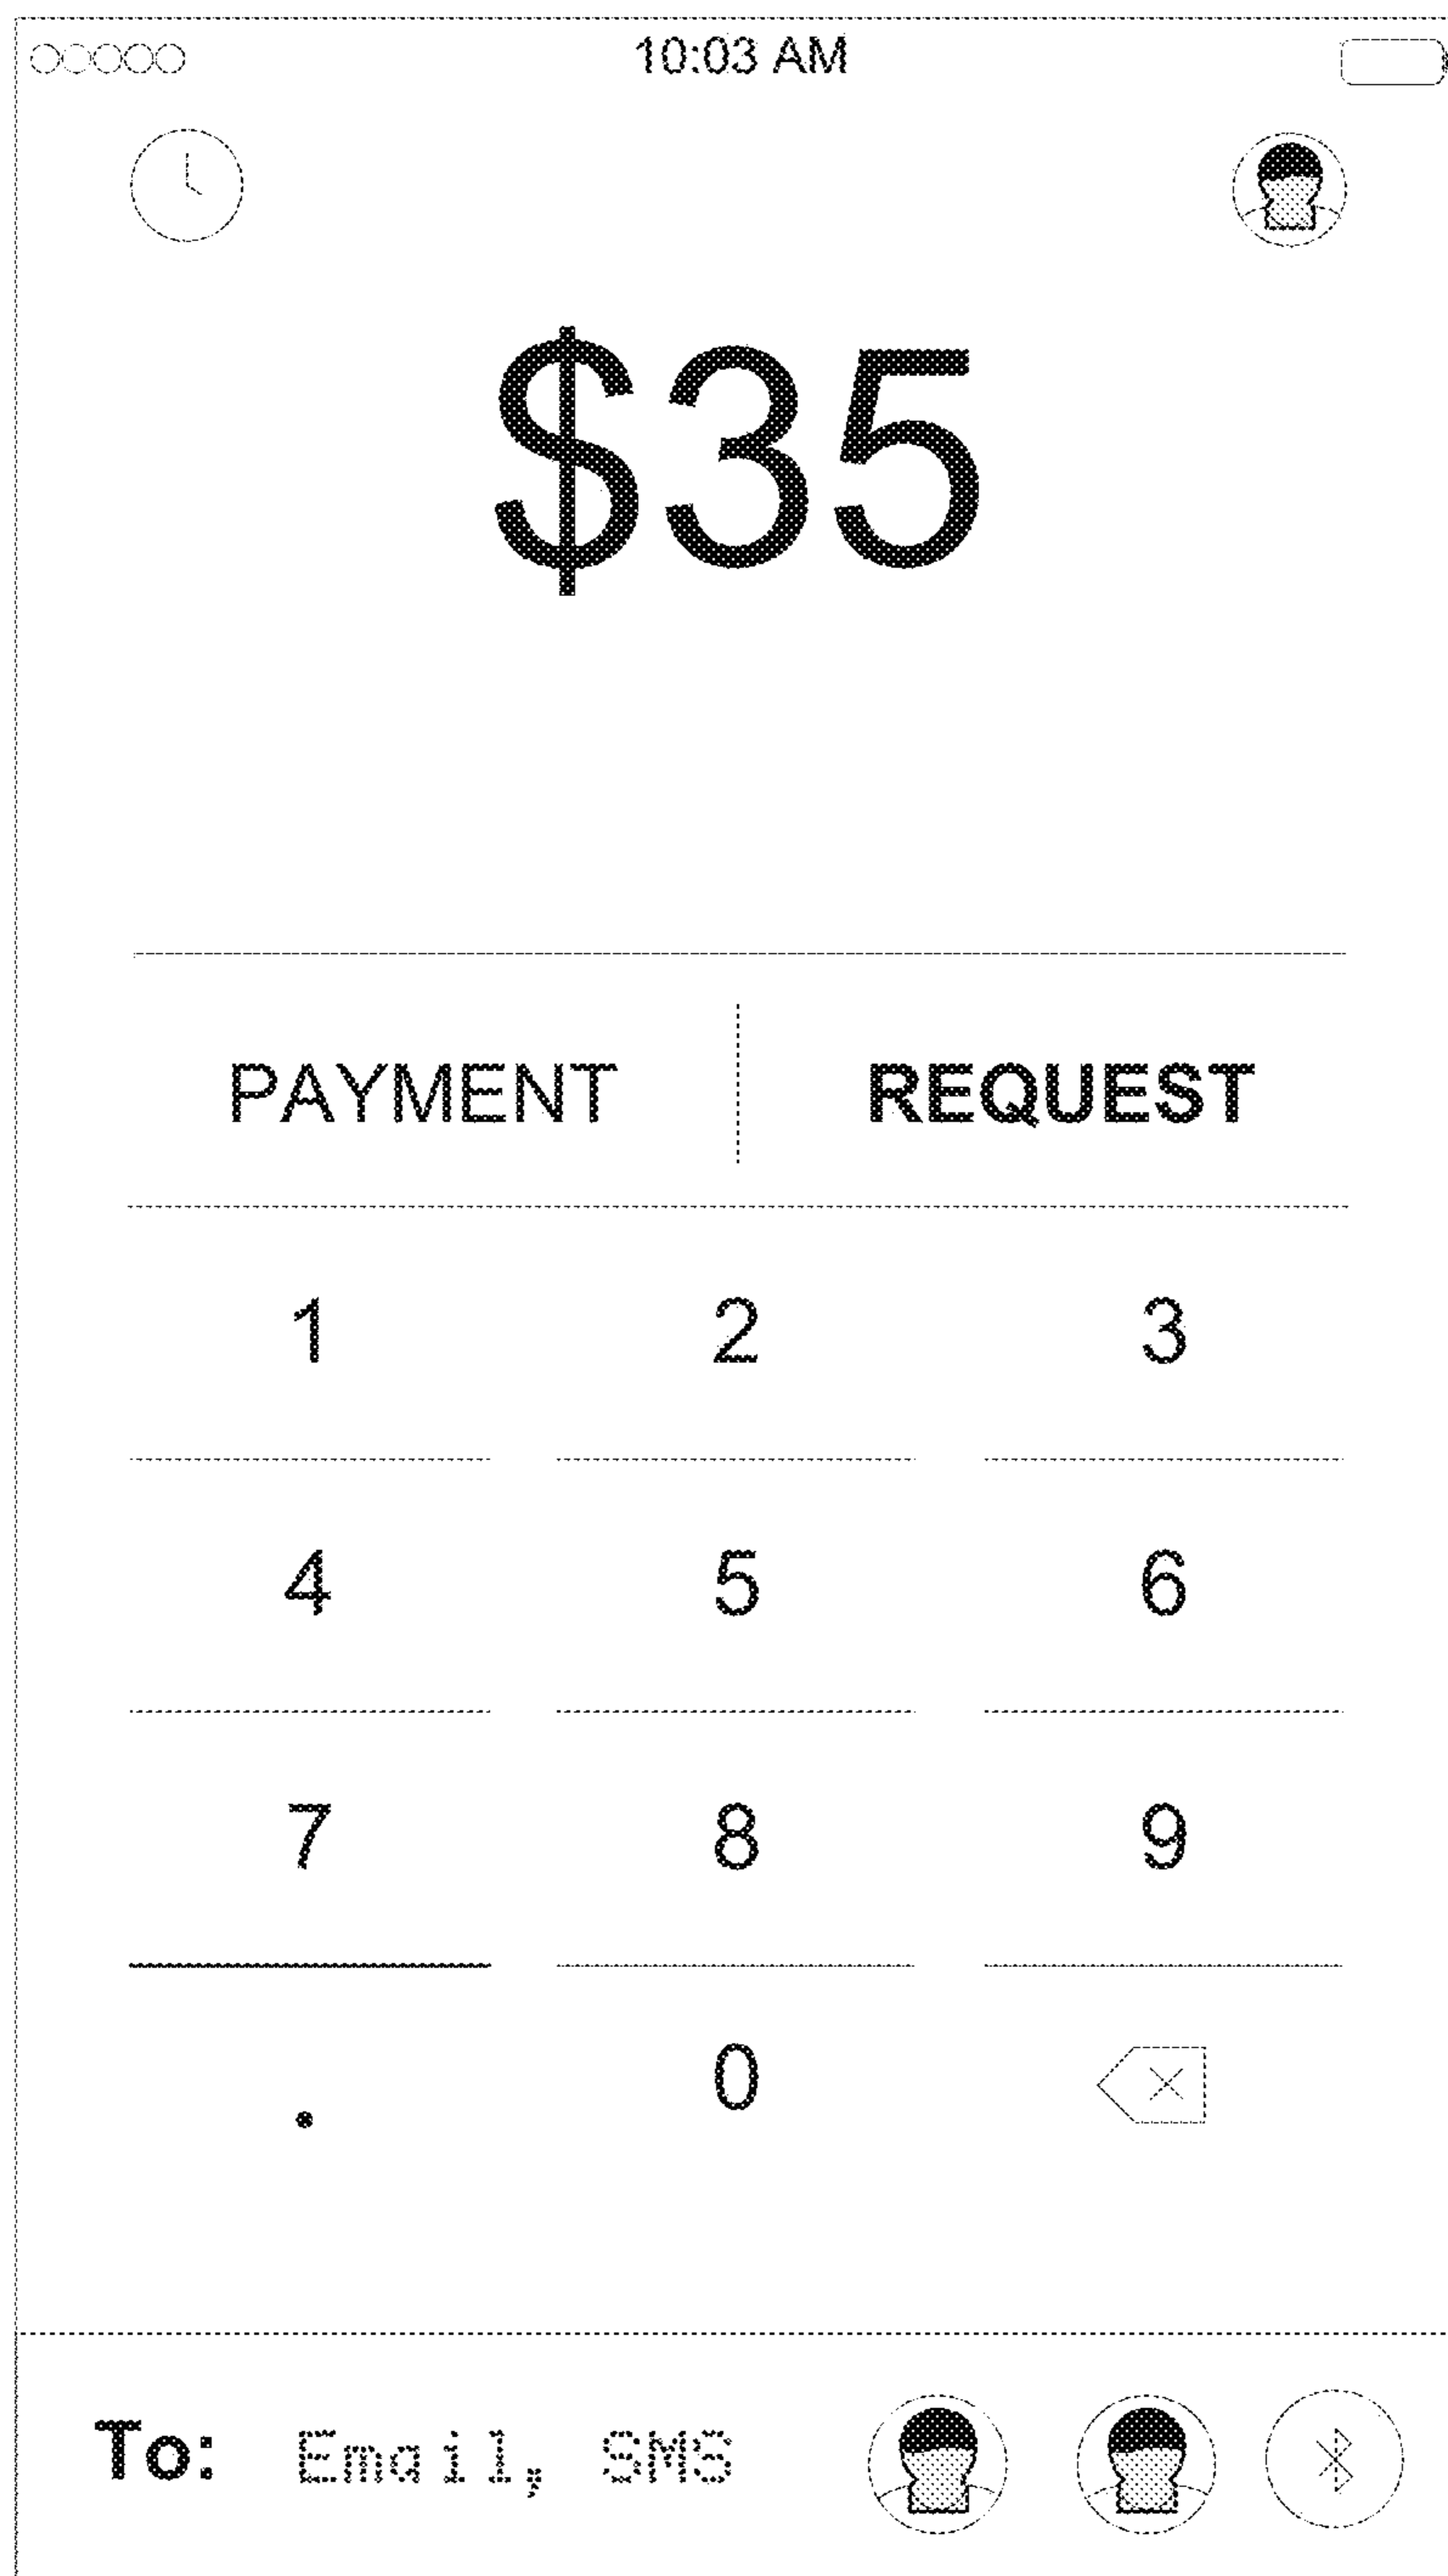 10:03 AM
$35
PAYMENT REQUEST
1 2 3
4 5 6
7 8 9
. 0
To: Email, SMS